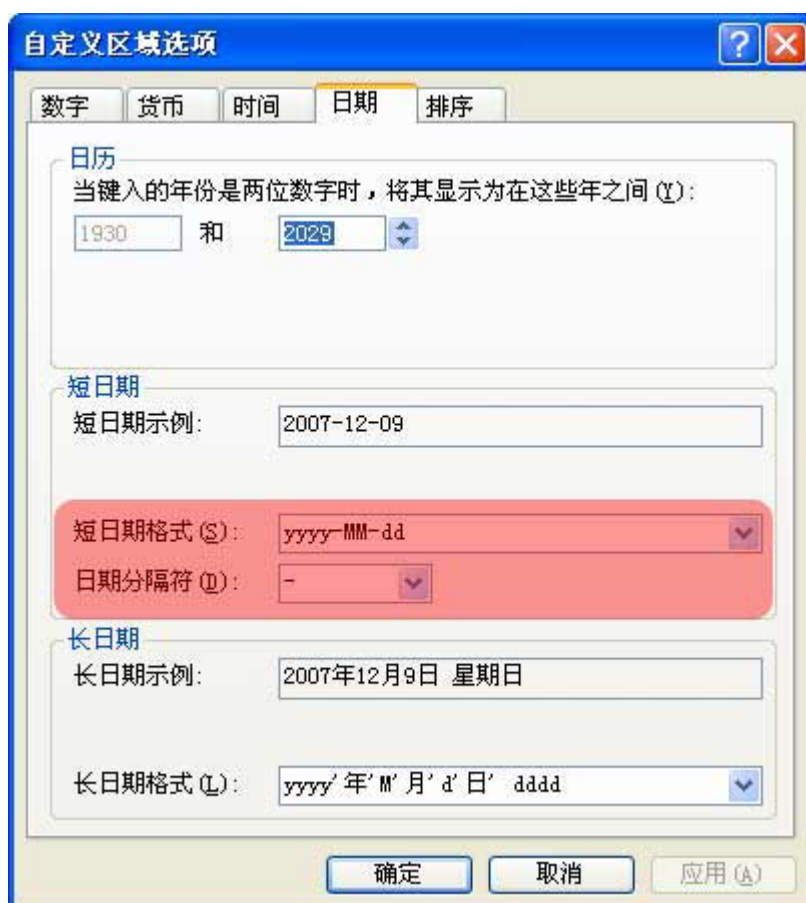 自定义区域选项
数字 货币 时间 日期 排序
日历
当键入的年份是两位数字时，将其显示为在这些年之间(Y):
1930 和 2029
短日期
短日期示例: 2007-12-09
短日期格式(S): yyyy-MM-dd
日期分隔符(D): -
长日期
长日期示例: 2007年12月9日 星期日
长日期格式(L): yyyy'年'M'月'd'日' dddd
确定 取消 应用(A)